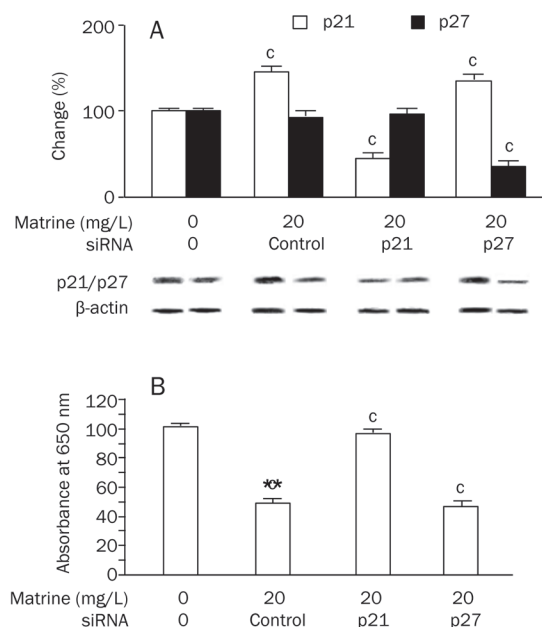 A
p21 p27
200
100
0
Change (%)
c
c
c
c
Matrine (mg/L) 0 20 20 20
siRNA 0 Control p21 p27
p21/p27
β-actin
B
120
100
80
60
40
20
0
Absorbance at 650 nm
**
c
c
Matrine (mg/L) 0 20 20 20
siRNA 0 Control p21 p27